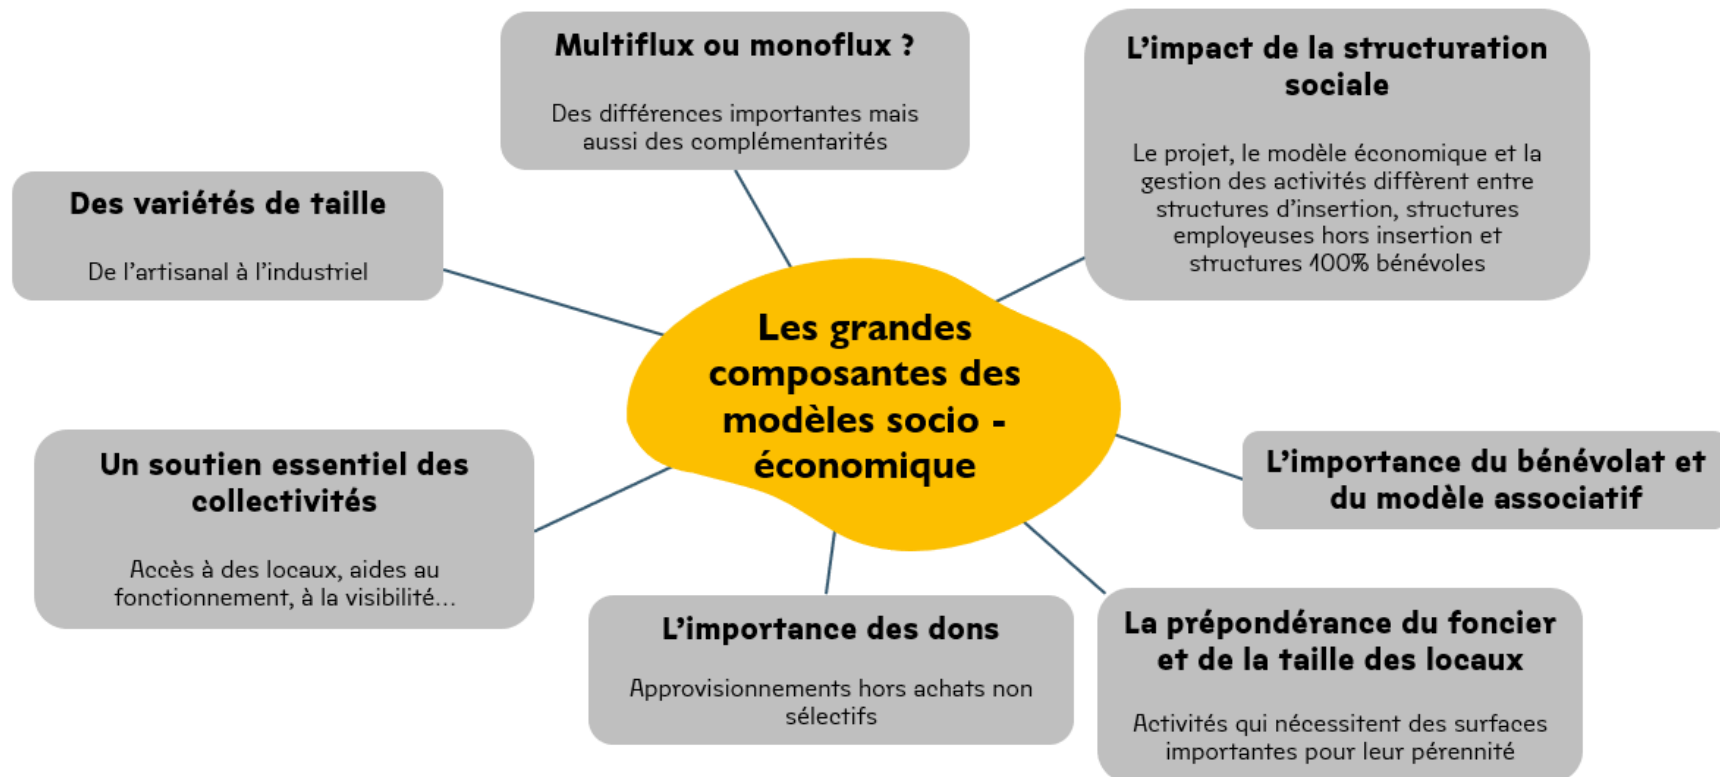 Multiflux ou monoflux ?
Des différences importantes mais
aussi des complémentarités
L'impact de la structuration
sociale
Le projet, le modèle économique et la
gestion des activités diffèrent entre
structures d'insertion, structures
employeuses hors insertion et
structures 100% bénévoles
Des variétés de taille
De l'artisanal à l'industriel
Les grandes
composantes des
modèles socio -
économique
Un soutien essentiel des
collectivités
Accès à des locaux, aides au
fonctionnement, à la visibilité...
L'importance du bénévolat et
du modèle associatif
L'importance des dons
Approvisionnements hors achats non
sélectifs
La prépondérance du foncier
et de la taille des locaux
Activités qui nécessitent des surfaces
importantes pour leur pérennité